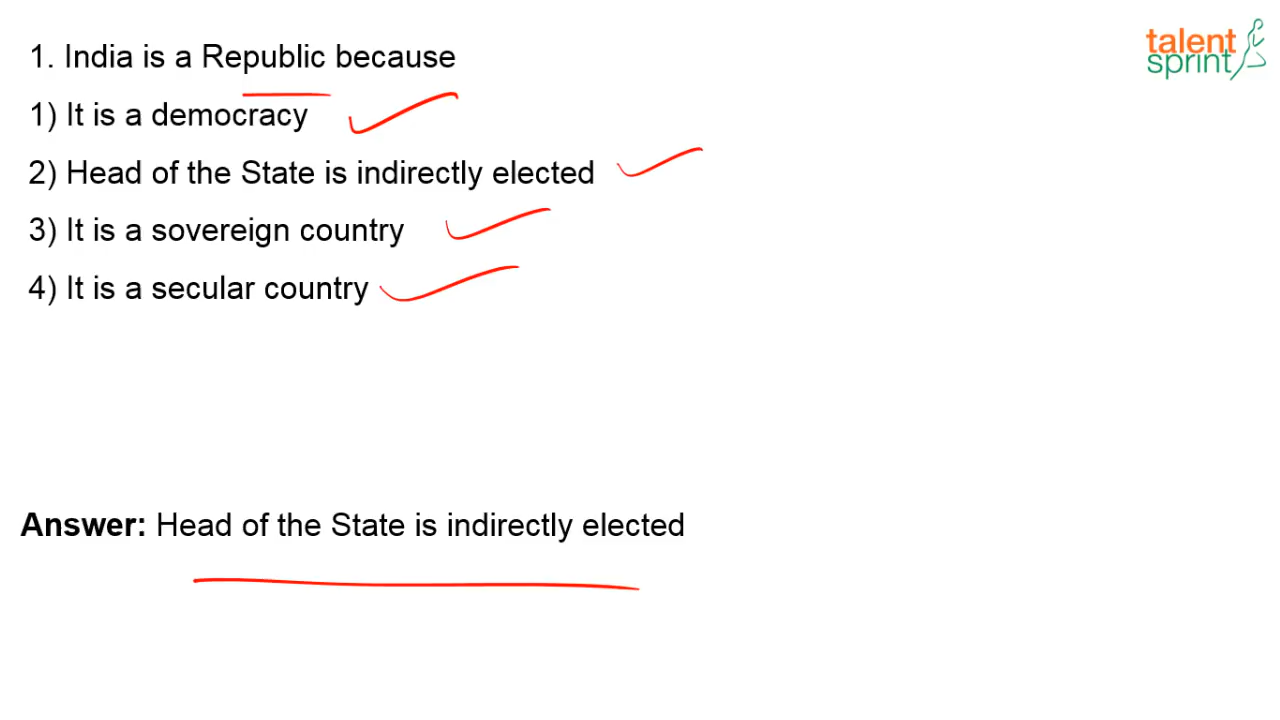 talent
sprint
1. India is a Republic because
1) It is a democracy
2) Head of the State is indirectly elected
3) It is a sovereign country
4) It is a secular country
Answer: Head of the State is indirectly elected